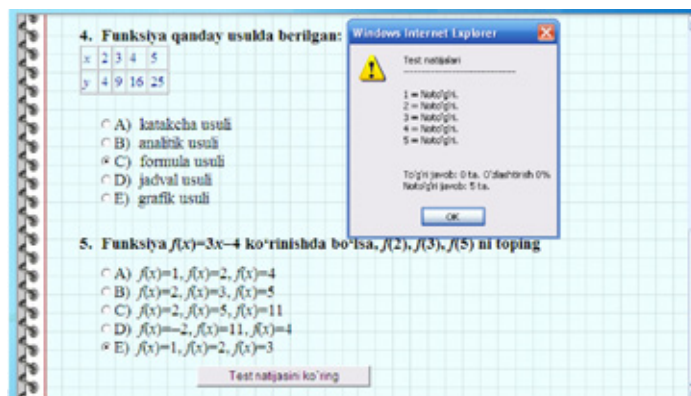 4. Funksiya qanday usulda berilgan:
x 2 3 4 5
y 4 9 16 25
A) katakcha usuli
B) analitik usuli
C) formula usuli
D) jadval usuli
E) grafik usuli
Windows Internet Explorer
Test natijalari
------------------------------
1 = Noto'g'ri.
2 = Noto'g'ri.
3 = Noto'g'ri.
4 = Noto'g'ri.
5 = Noto'g'ri.
To'g'ri javob: 0 ta. O'zlashtirish 0%
Noto'g'ri javob: 5 ta.
OK
5. Funksiya f(x)=3x–4 ko‘rinishda bo‘lsa, f(2), f(3), f(5) ni toping
A) f(x)=1, f(x)=2, f(x)=4
B) f(x)=2, f(x)=3, f(x)=5
C) f(x)=2, f(x)=5, f(x)=11
D) f(x)=–2, f(x)=11, f(x)=4
E) f(x)=1, f(x)=2, f(x)=3
Test natijasini ko`ring